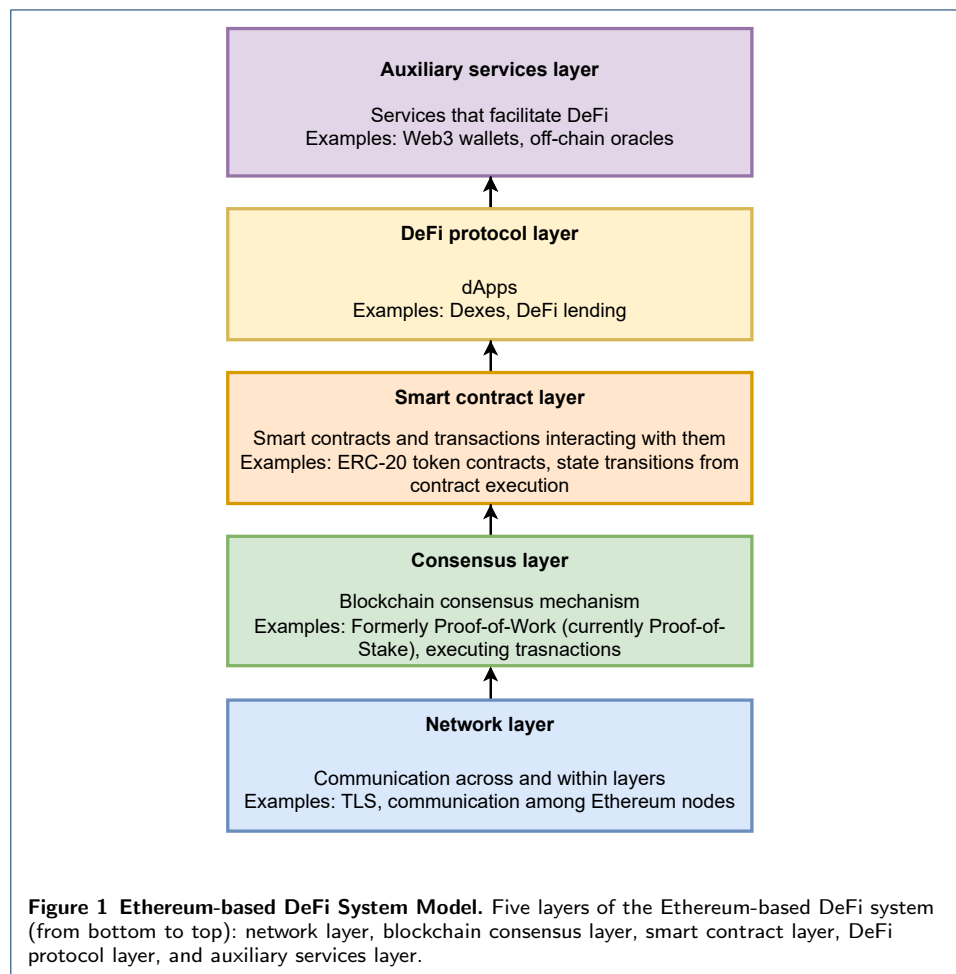 Auxiliary services layer
Services that facilitate DeFi
Examples: Web3 wallets, off-chain oracles
DeFi protocol layer
dApps
Examples: Dexes, DeFi lending
Smart contract layer
Smart contracts and transactions interacting with them
Examples: ERC-20 token contracts, state transitions from
contract execution
Consensus layer
Blockchain consensus mechanism
Examples: Formerly Proof-of-Work (currently Proof-of-
Stake), executing trasnactions
Network layer
Communication across and within layers
Examples: TLS, communication among Ethereum nodes
Figure 1 Ethereum-based DeFi System Model. Five layers of the Ethereum-based DeFi system
(from bottom to top): network layer, blockchain consensus layer, smart contract layer, DeFi
protocol layer, and auxiliary services layer.